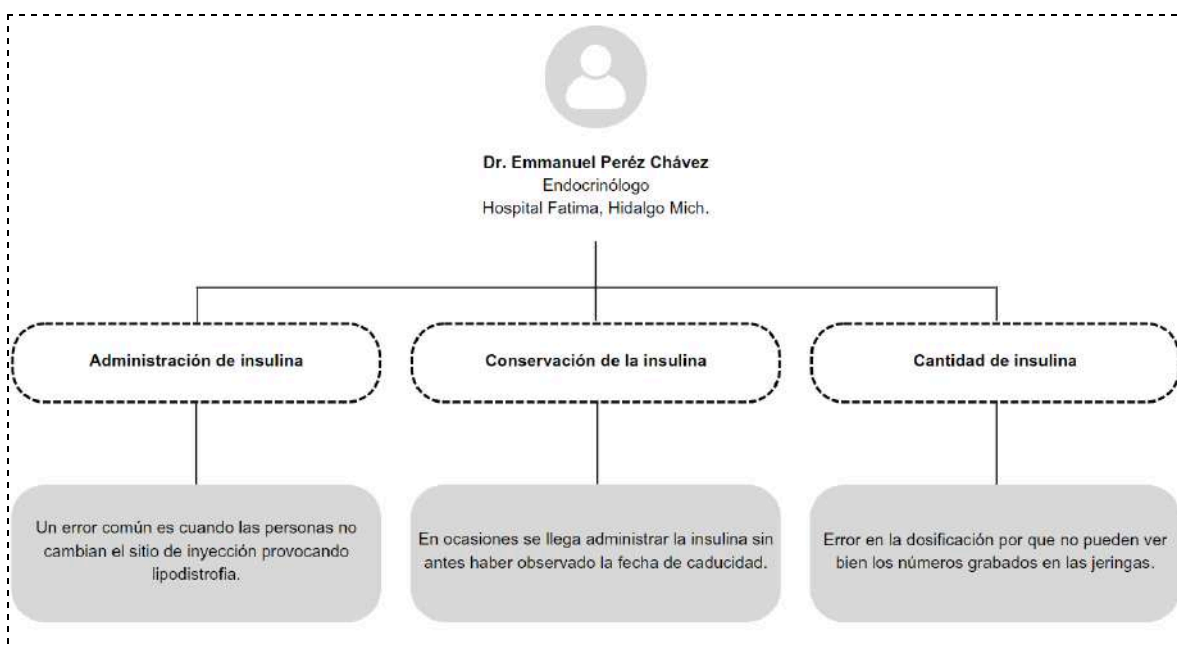 Dr. Emmanuel Peréz Chávez
Endocrinólogo
Hospital Fatima, Hidalgo Mich.
Administración de insulina
Conservación de la insulina
Cantidad de insulina
Un error común es cuando las personas no
cambian el sitio de inyección provocando
lipodistrofia.
En ocasiones se llega administrar la insulina sin
antes haber observado la fecha de caducidad.
Error en la dosificación por que no pueden ver
bien los números grabados en las jeringas.